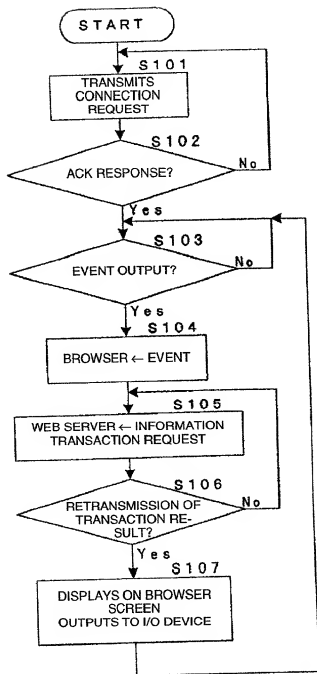 START
S101
TRANSMITS
CONNECTION
REQUEST
S102
ACK RESPONSE?
No
Yes
S103
EVENT OUTPUT?
No
Yes
S104
BROWSER ← EVENT
S105
WEB SERVER ← INFORMATION
TRANSACTION REQUEST
S106
RETRANSMISSION OF
TRANSACTION RE-
SULT?
No
Yes
S107
DISPLAYS ON BROWSER
SCREEN
OUTPUTS TO I/O DEVICE